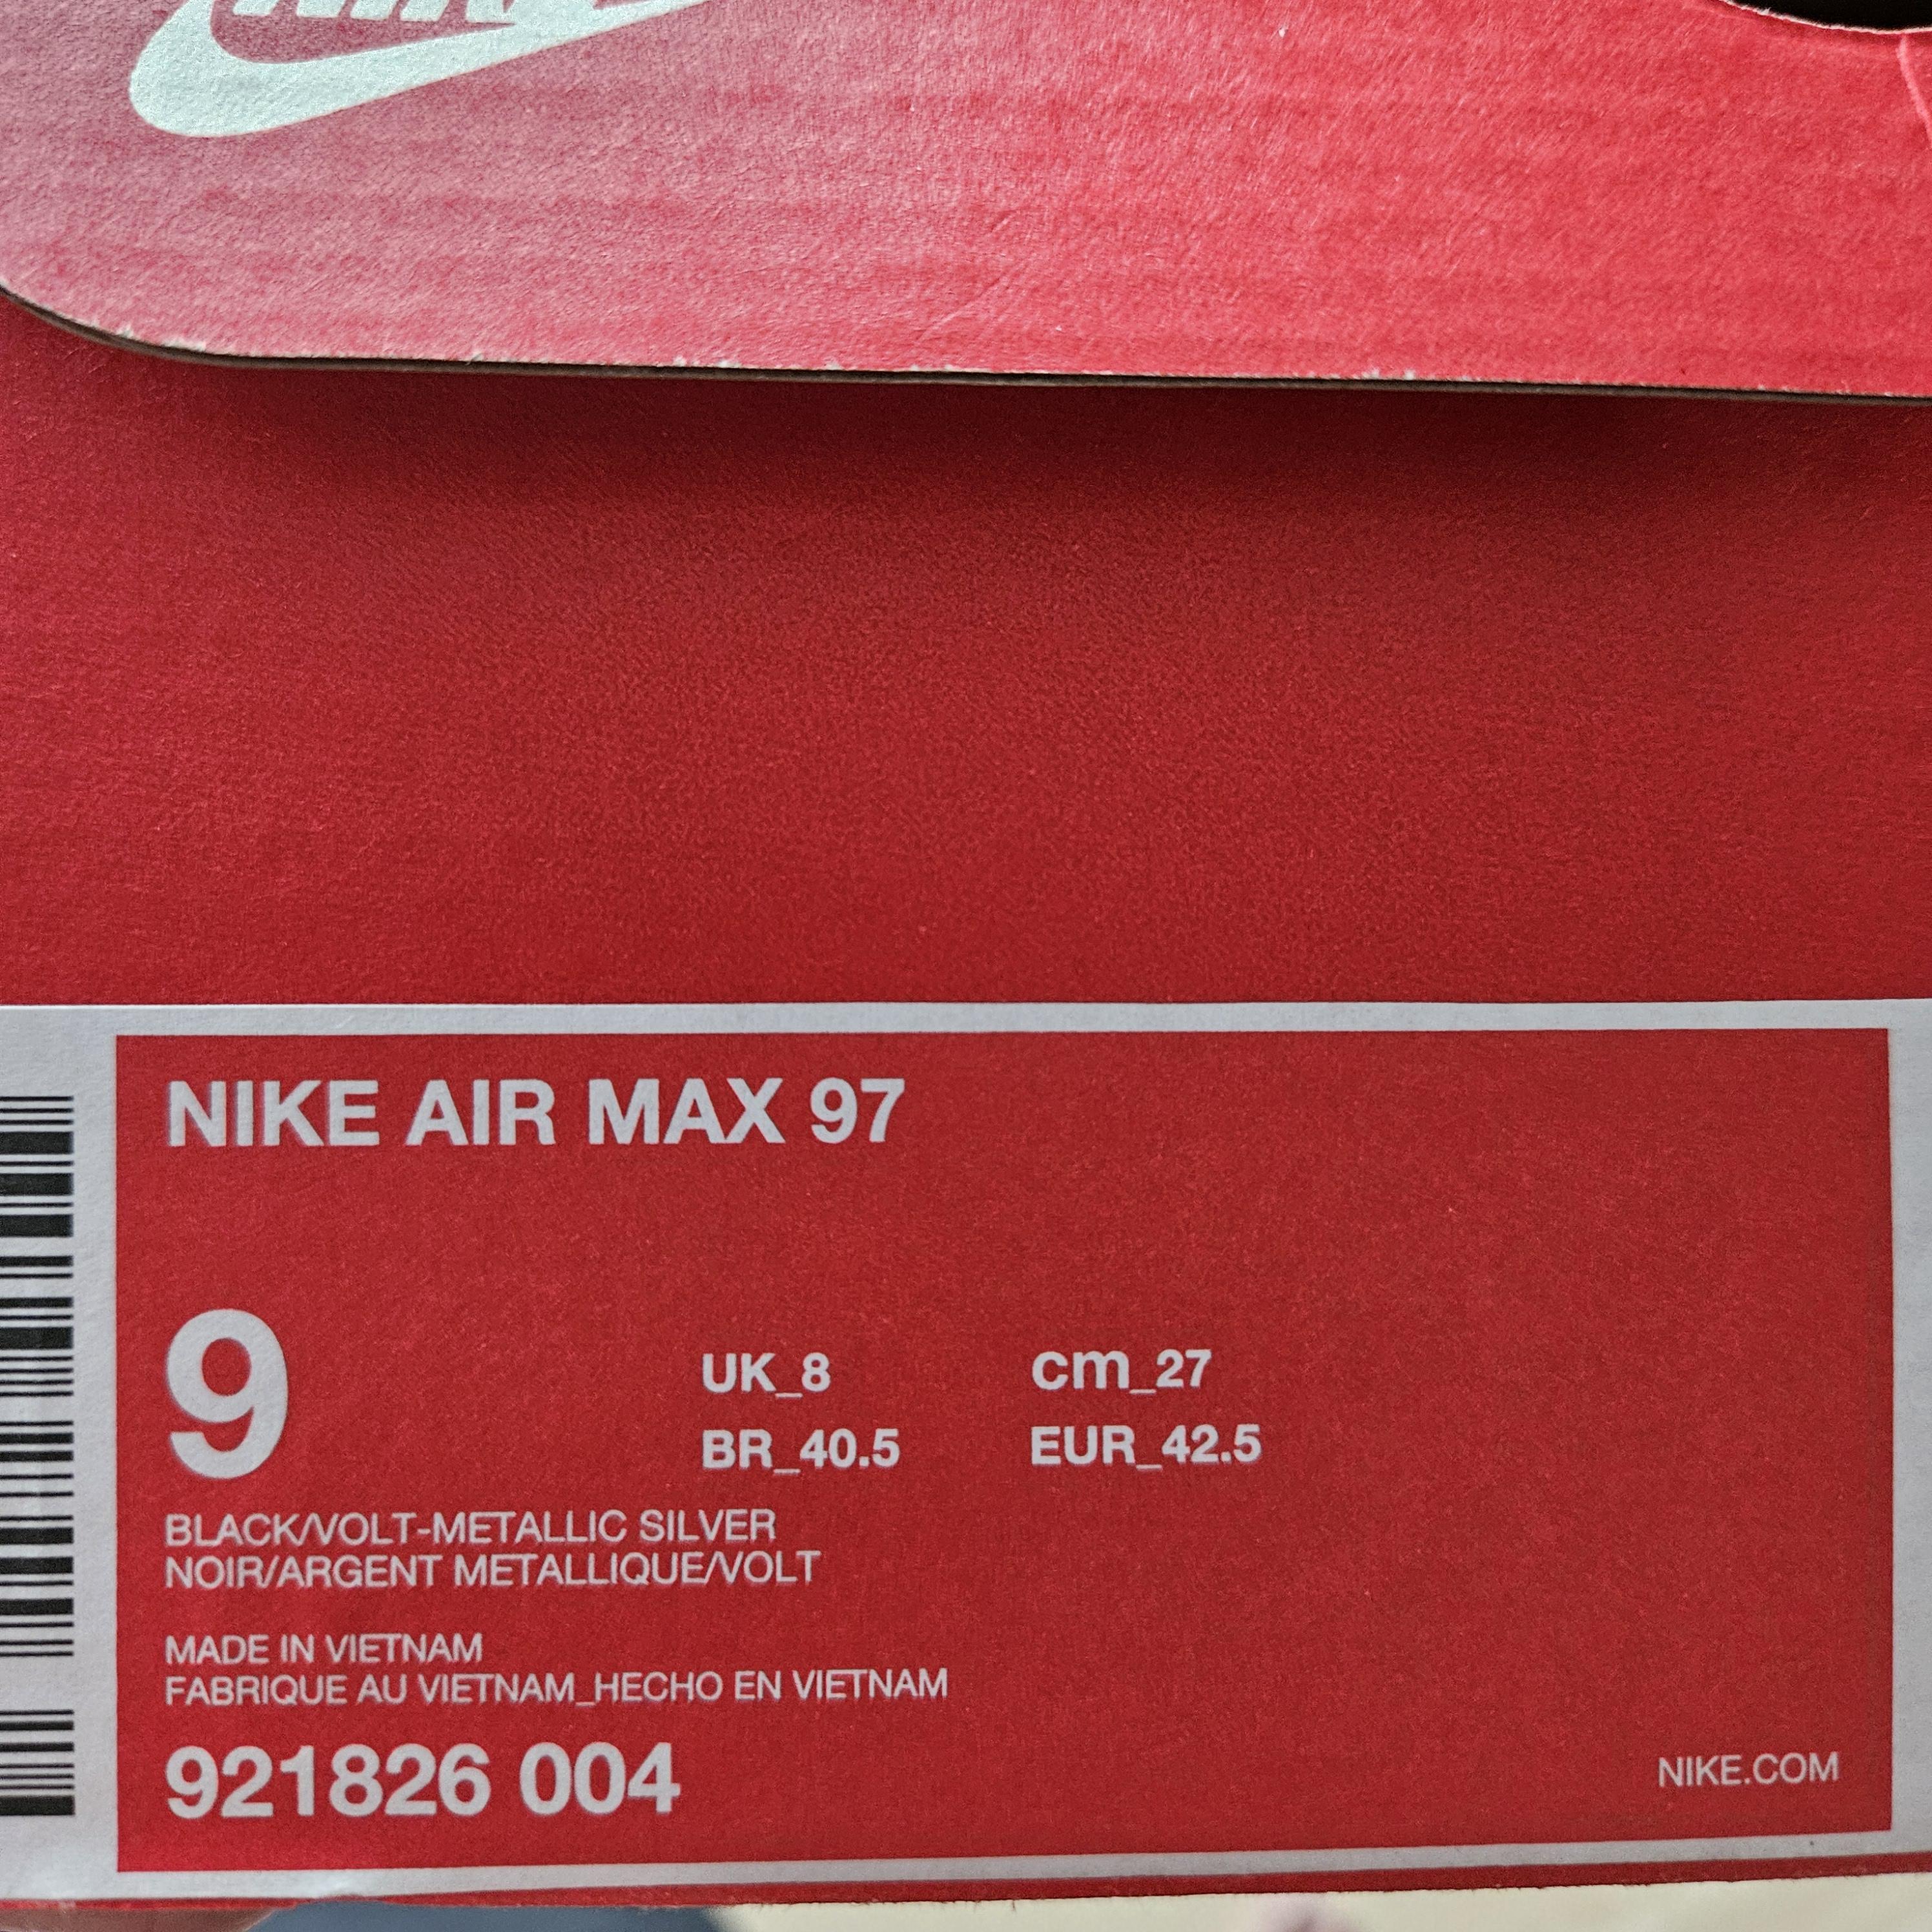 NIKE AIR MAX 97
9
UK_8 cm_27
BR_40.5 EUR_42.5
BLACK/VOLT-METALLIC SILVER
NOIR/ARGENT METALLIQUE/VOLT
MADE IN VIETNAM
FABRIQUE AU VIETNAM_HECHO EN VIETNAM
921826 004
NIKE.COM